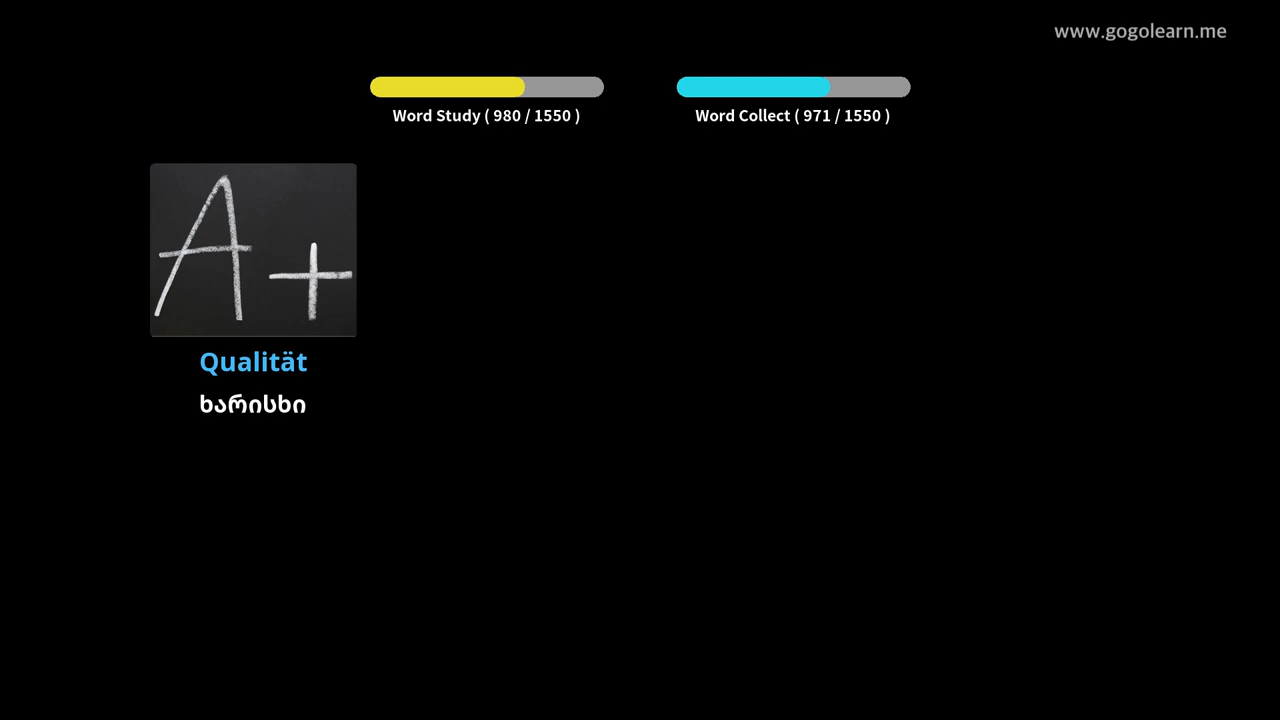 www.gogolearn.me
Word Study ( 980 / 1550 )
Word Collect ( 971 / 1550 )
A+
Qualität
ხარისხი